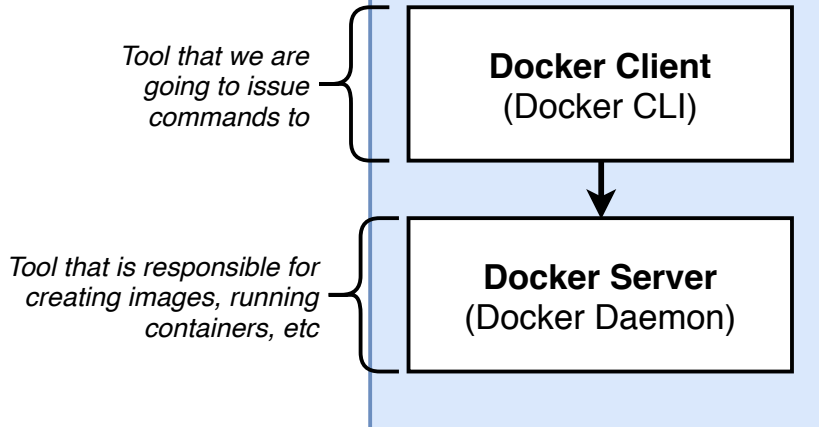 Tool that we are
going to issue
commands to
Docker Client
(Docker CLI)
Tool that is responsible for
creating images, running
containers, etc
Docker Server
(Docker Daemon)